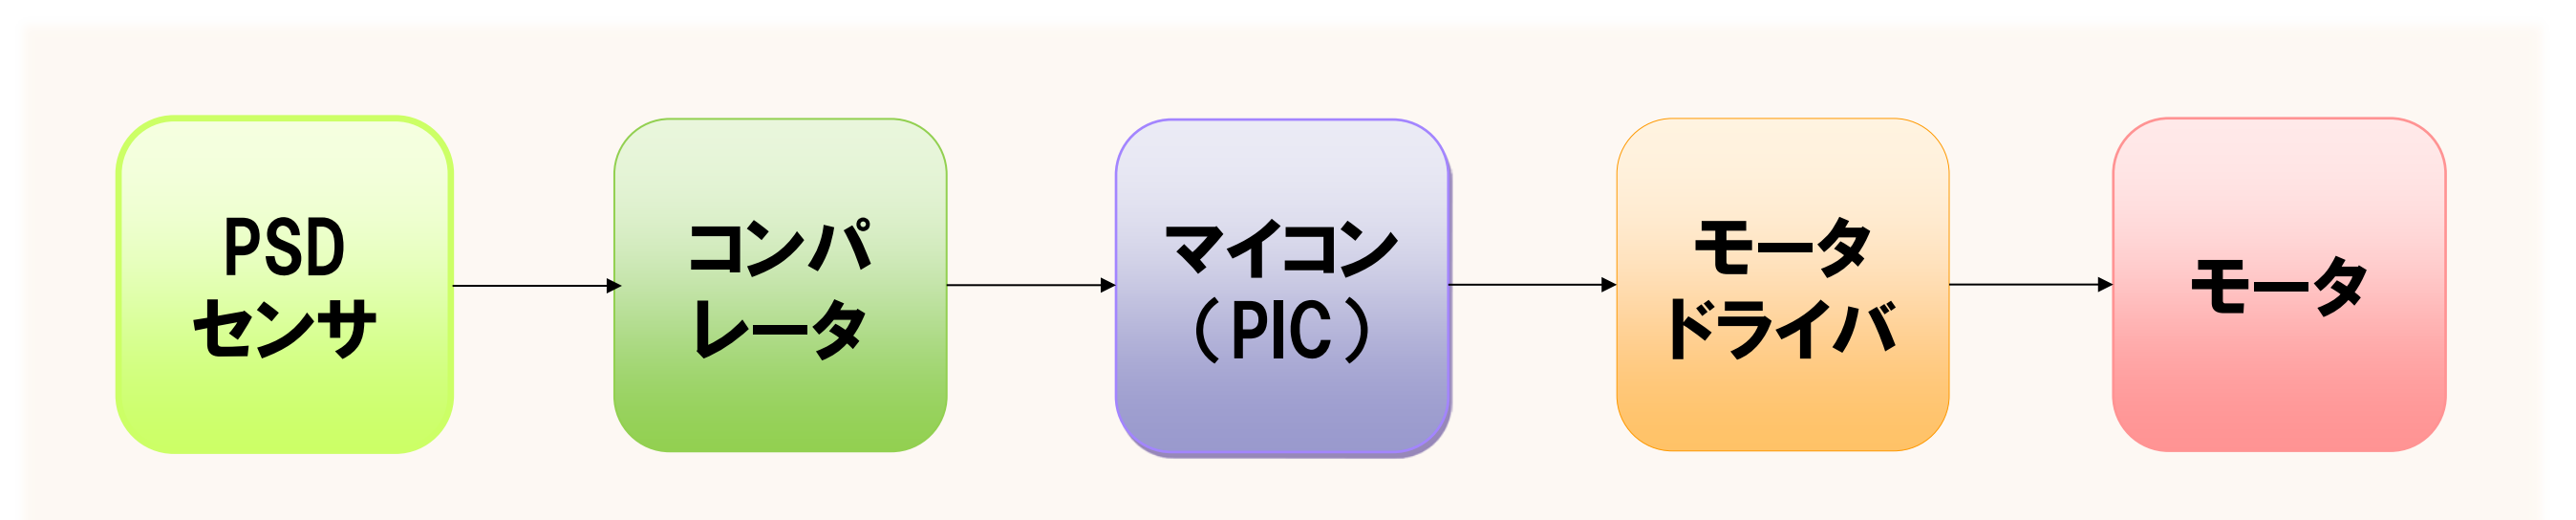 PSD
センサ
コンパ
レータ
マイコン
（PIC）
モータ
ドライバ
モータ